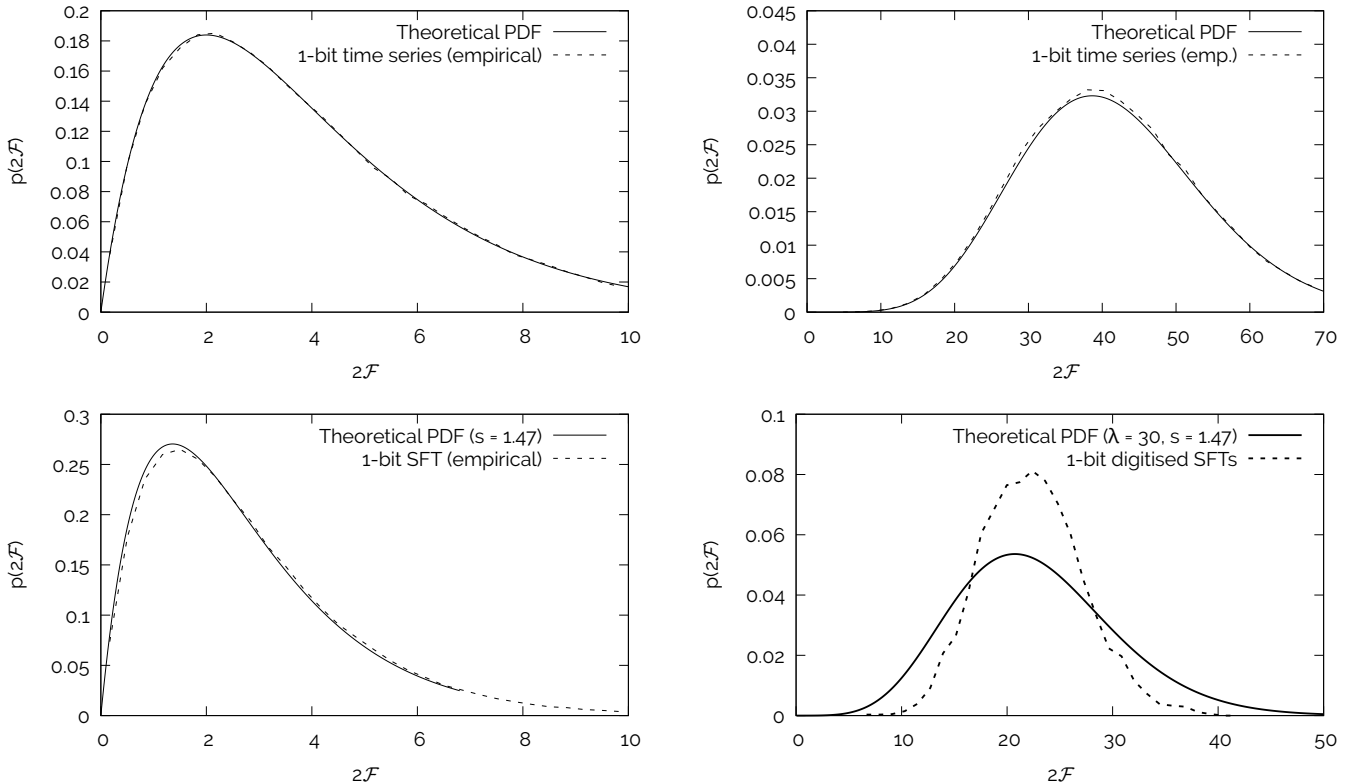 Theoretical PDF
1-bit time series (empirical)
0.2
0.18
0.16
0.14
0.12
0.1
0.08
0.06
0.04
0.02
0
p(2ℱ)
0 2 4 6 8 10
2ℱ
Theoretical PDF
1-bit time series (emp.)
0.045
0.04
0.035
0.03
0.025
0.02
0.015
0.01
0.005
0
p(2ℱ)
0 10 20 30 40 50 60 70
2ℱ
Theoretical PDF (s = 1.47)
1-bit SFT (empirical)
0.3
0.25
0.2
0.15
0.1
0.05
0
p(2ℱ)
0 2 4 6 8 10
2ℱ
Theoretical PDF (λ = 30, s = 1.47)
1-bit digitised SFTs
0.1
0.08
0.06
0.04
0.02
0
p(2ℱ)
0 10 20 30 40 50
2ℱ